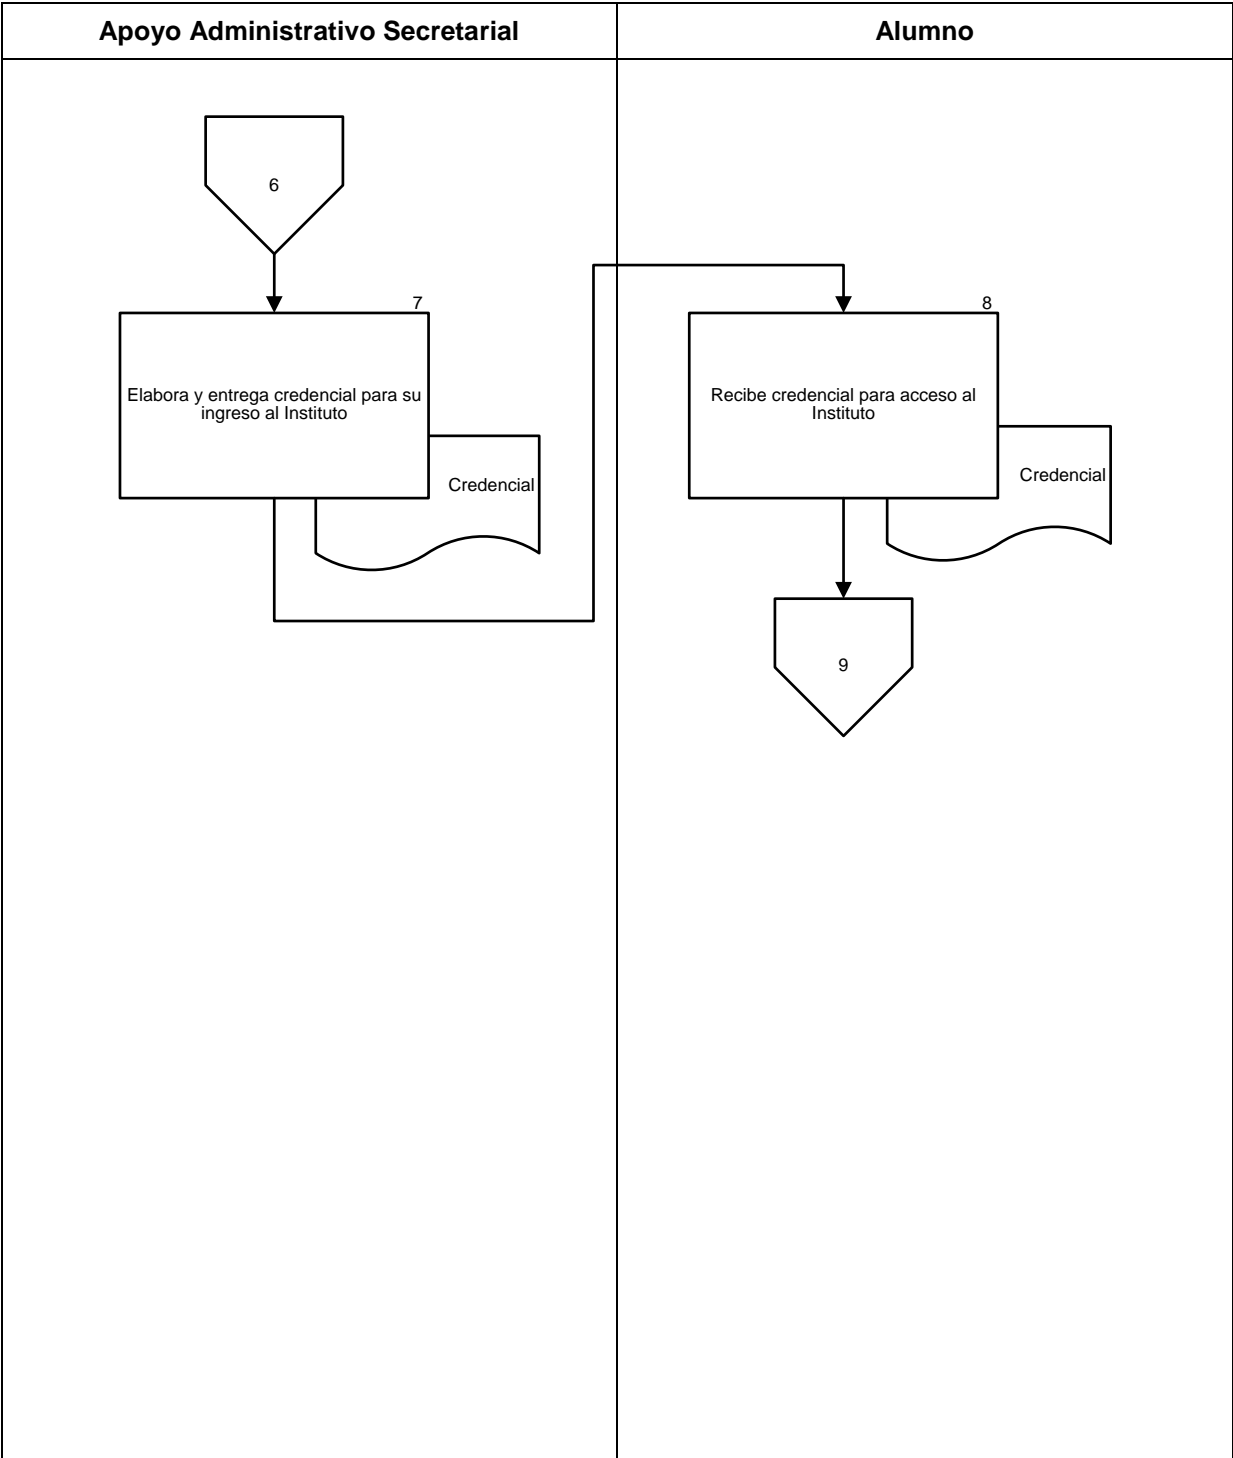 Apoyo Administrativo Secretarial
Alumno
6
7
Elabora y entrega credencial para su
ingreso al Instituto
Credencial
8
Recibe credencial para acceso al
Instituto
Credencial
9